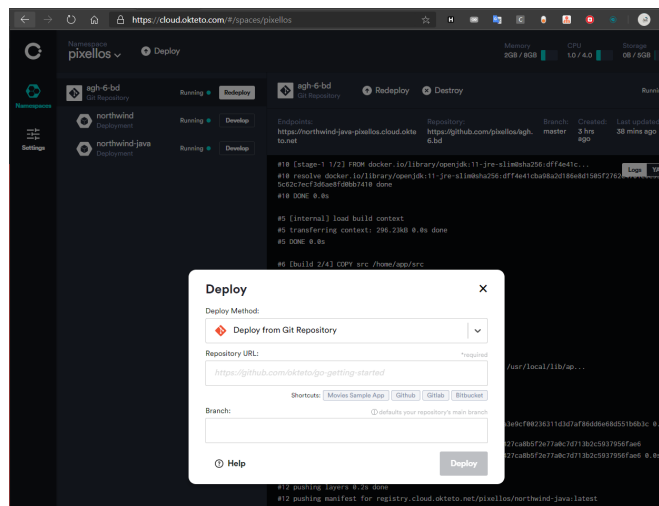 https://cloud.okteto.com/#/spaces/pixellos
Namespace
pixellos
Deploy
Memory
2GB / 8GB
CPU
1.0 / 4.0
Storage
0B / 5GB
Namespaces
Settings
agh-6-bd
Git Repository
Running
Redeploy
northwind
Deployment
Running
Develop
northwind-java
Deployment
Running
Develop
agh-6-bd
Git Repository
Redeploy
Destroy
Runni
Endpoints:
https://northwind-java-pixellos.cloud.okte
to.net
Repository:
https://github.com/pixellos/agh.
6.bd
Branch:
master
Created:
3 hrs
ago
Last updated
38 mins ago
Logs
YA
#10 [stage-1 1/2] FROM docker.io/library/openjdk:11-jre-slim@sha256:dff4e41c...
#10 resolve docker.io/library/openjdk:11-jre-slim@sha256:dff4e41cba98a2d186e8d1505f2762
5c62c7ecf3d6ae8fd0bb7410 done
#10 DONE 0.0s
#5 [internal] load build context
#5 transferring context: 296.23kB 0.0s done
#5 DONE 0.0s
#6 [build 2/4] COPY src /home/app/src
/usr/local/lib/ap...
#12 pushing layers 0.2s done
#12 pushing manifest for registry.cloud.okteto.net/pixellos/northwind-java:latest
Deploy
Deploy Method:
Deploy from Git Repository
Repository URL:
*required
https://github.com/okteto/go-getting-started
Shortcuts:
Movies Sample App
Github
Gitlab
Bitbucket
Branch:
defaults your repository's main branch
Help
Deploy